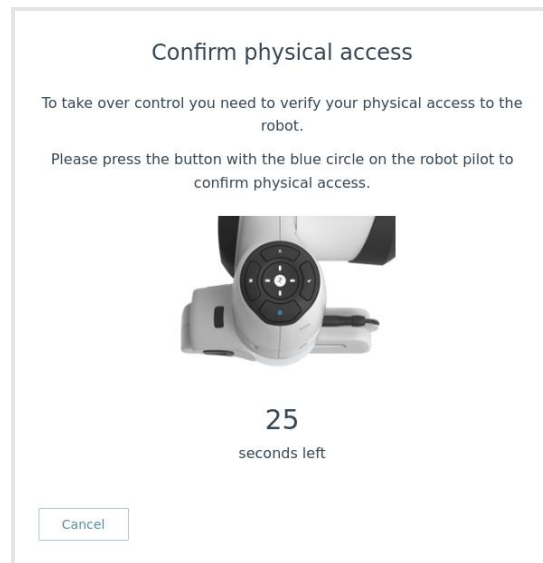 Confirm physical access
To take over control you need to verify your physical access to the
robot.
Please press the button with the blue circle on the robot pilot to
confirm physical access.
25
seconds left
Cancel